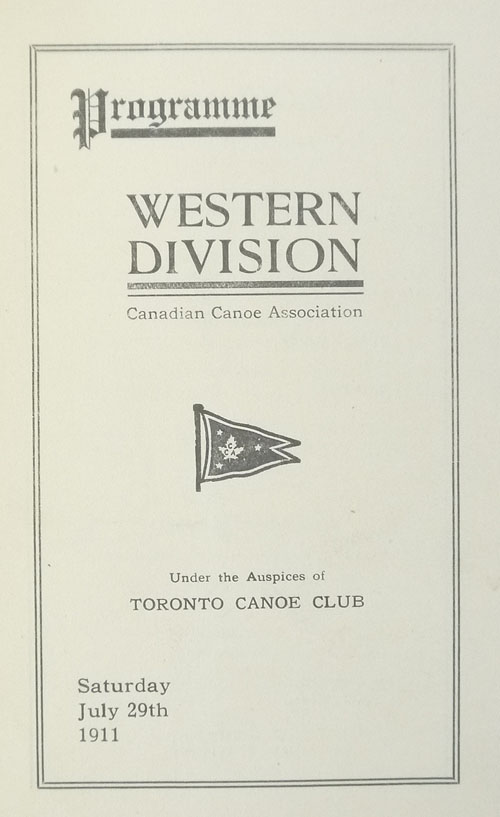 Programme
WESTERN
DIVISION
Canadian Canoe Association
Under the Auspices of
TORONTO CANOE CLUB
Saturday
July 29th
1911